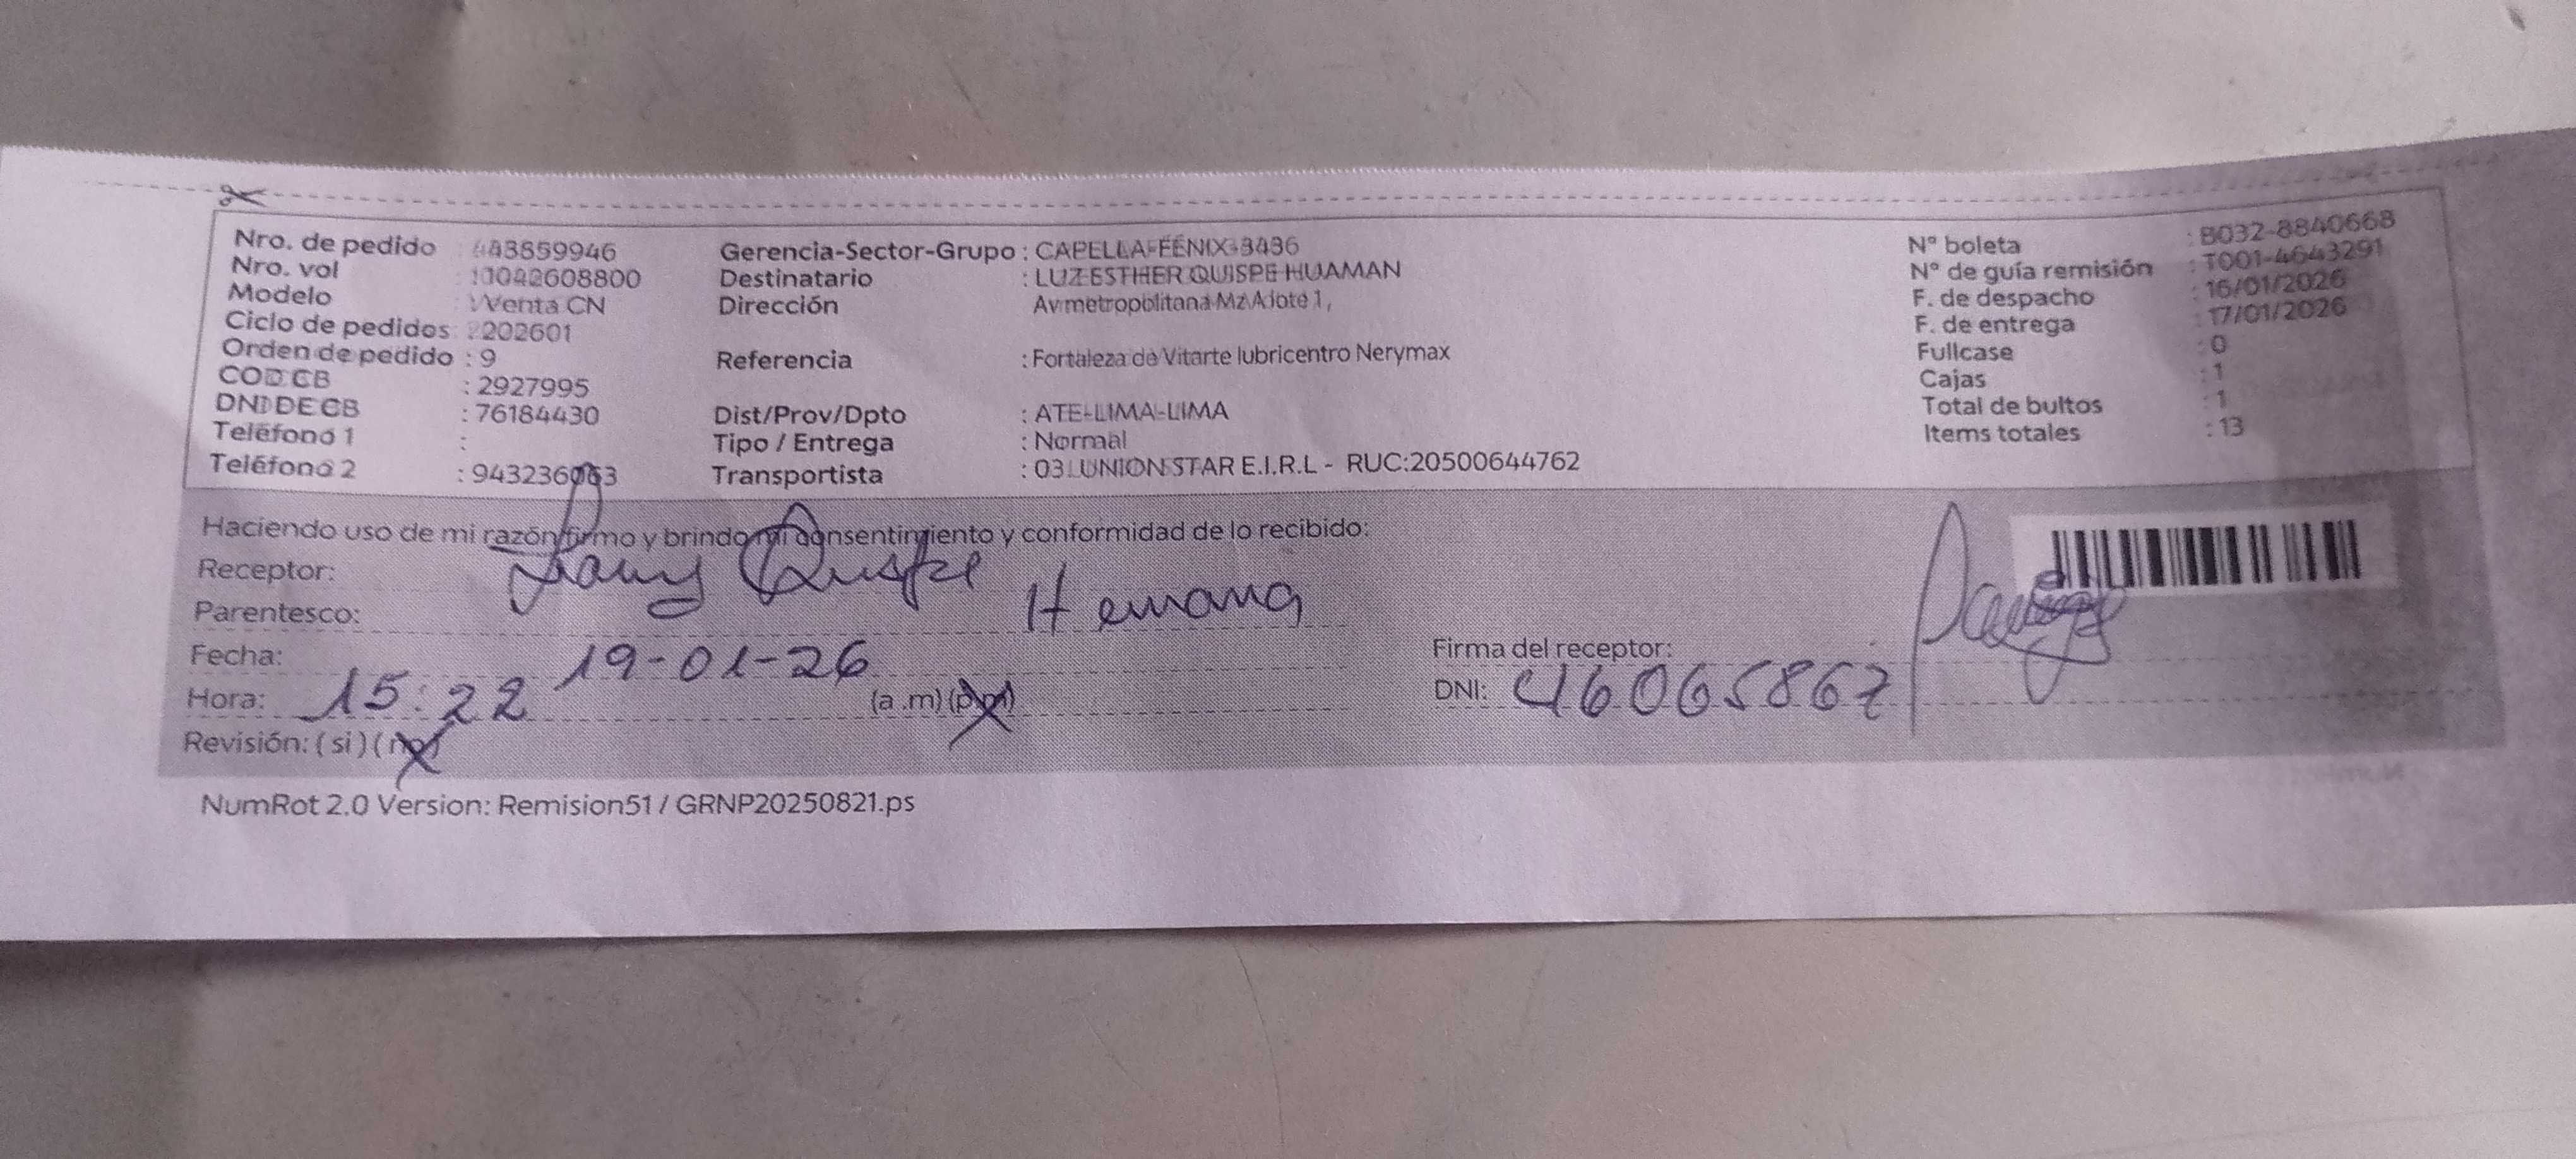 Nro. de pedido : 443859946
Nro. vol : 10042608800
Modelo : Venta CN
Ciclo de pedidos : 202601
Orden de pedido : 9
COD CB : 2927995
DNI DE CB : 76184430
Teléfono 1 :
Teléfono 2 : 943236063
Gerencia-Sector-Grupo : CAPELLA-FENIX-3436
Destinatario : LUZ ESTHER QUISPE HUAMAN
Dirección Av metropolitana Mz A lote 1,
Referencia : Fortaleza de Vitarte lubricentro Nerymax
Dist/Prov/Dpto : ATE-LIMA-LIMA
Tipo / Entrega : Normal
Transportista : 03 UNION STAR E.I.R.L - RUC:20500644762
N° boleta : B032-8840668
N° de guía remisión : T001-4643291
F. de despacho : 16/01/2026
F. de entrega : 17/01/2026
Fullcase : 0
Cajas : 1
Total de bultos : 1
Items totales : 13
Haciendo uso de mi razón firmo y brindo mi consentimiento y conformidad de lo recibido:
Receptor: Quispe
Parentesco: Hemana
Fecha: 19-01-26
Hora: 15:22 (a .m) (p.m)
Revisión: ( si ) ( no )
Firma del receptor:
DNI: 46065867
NumRot 2.0 Version: Remision51 / GRNP20250821.ps